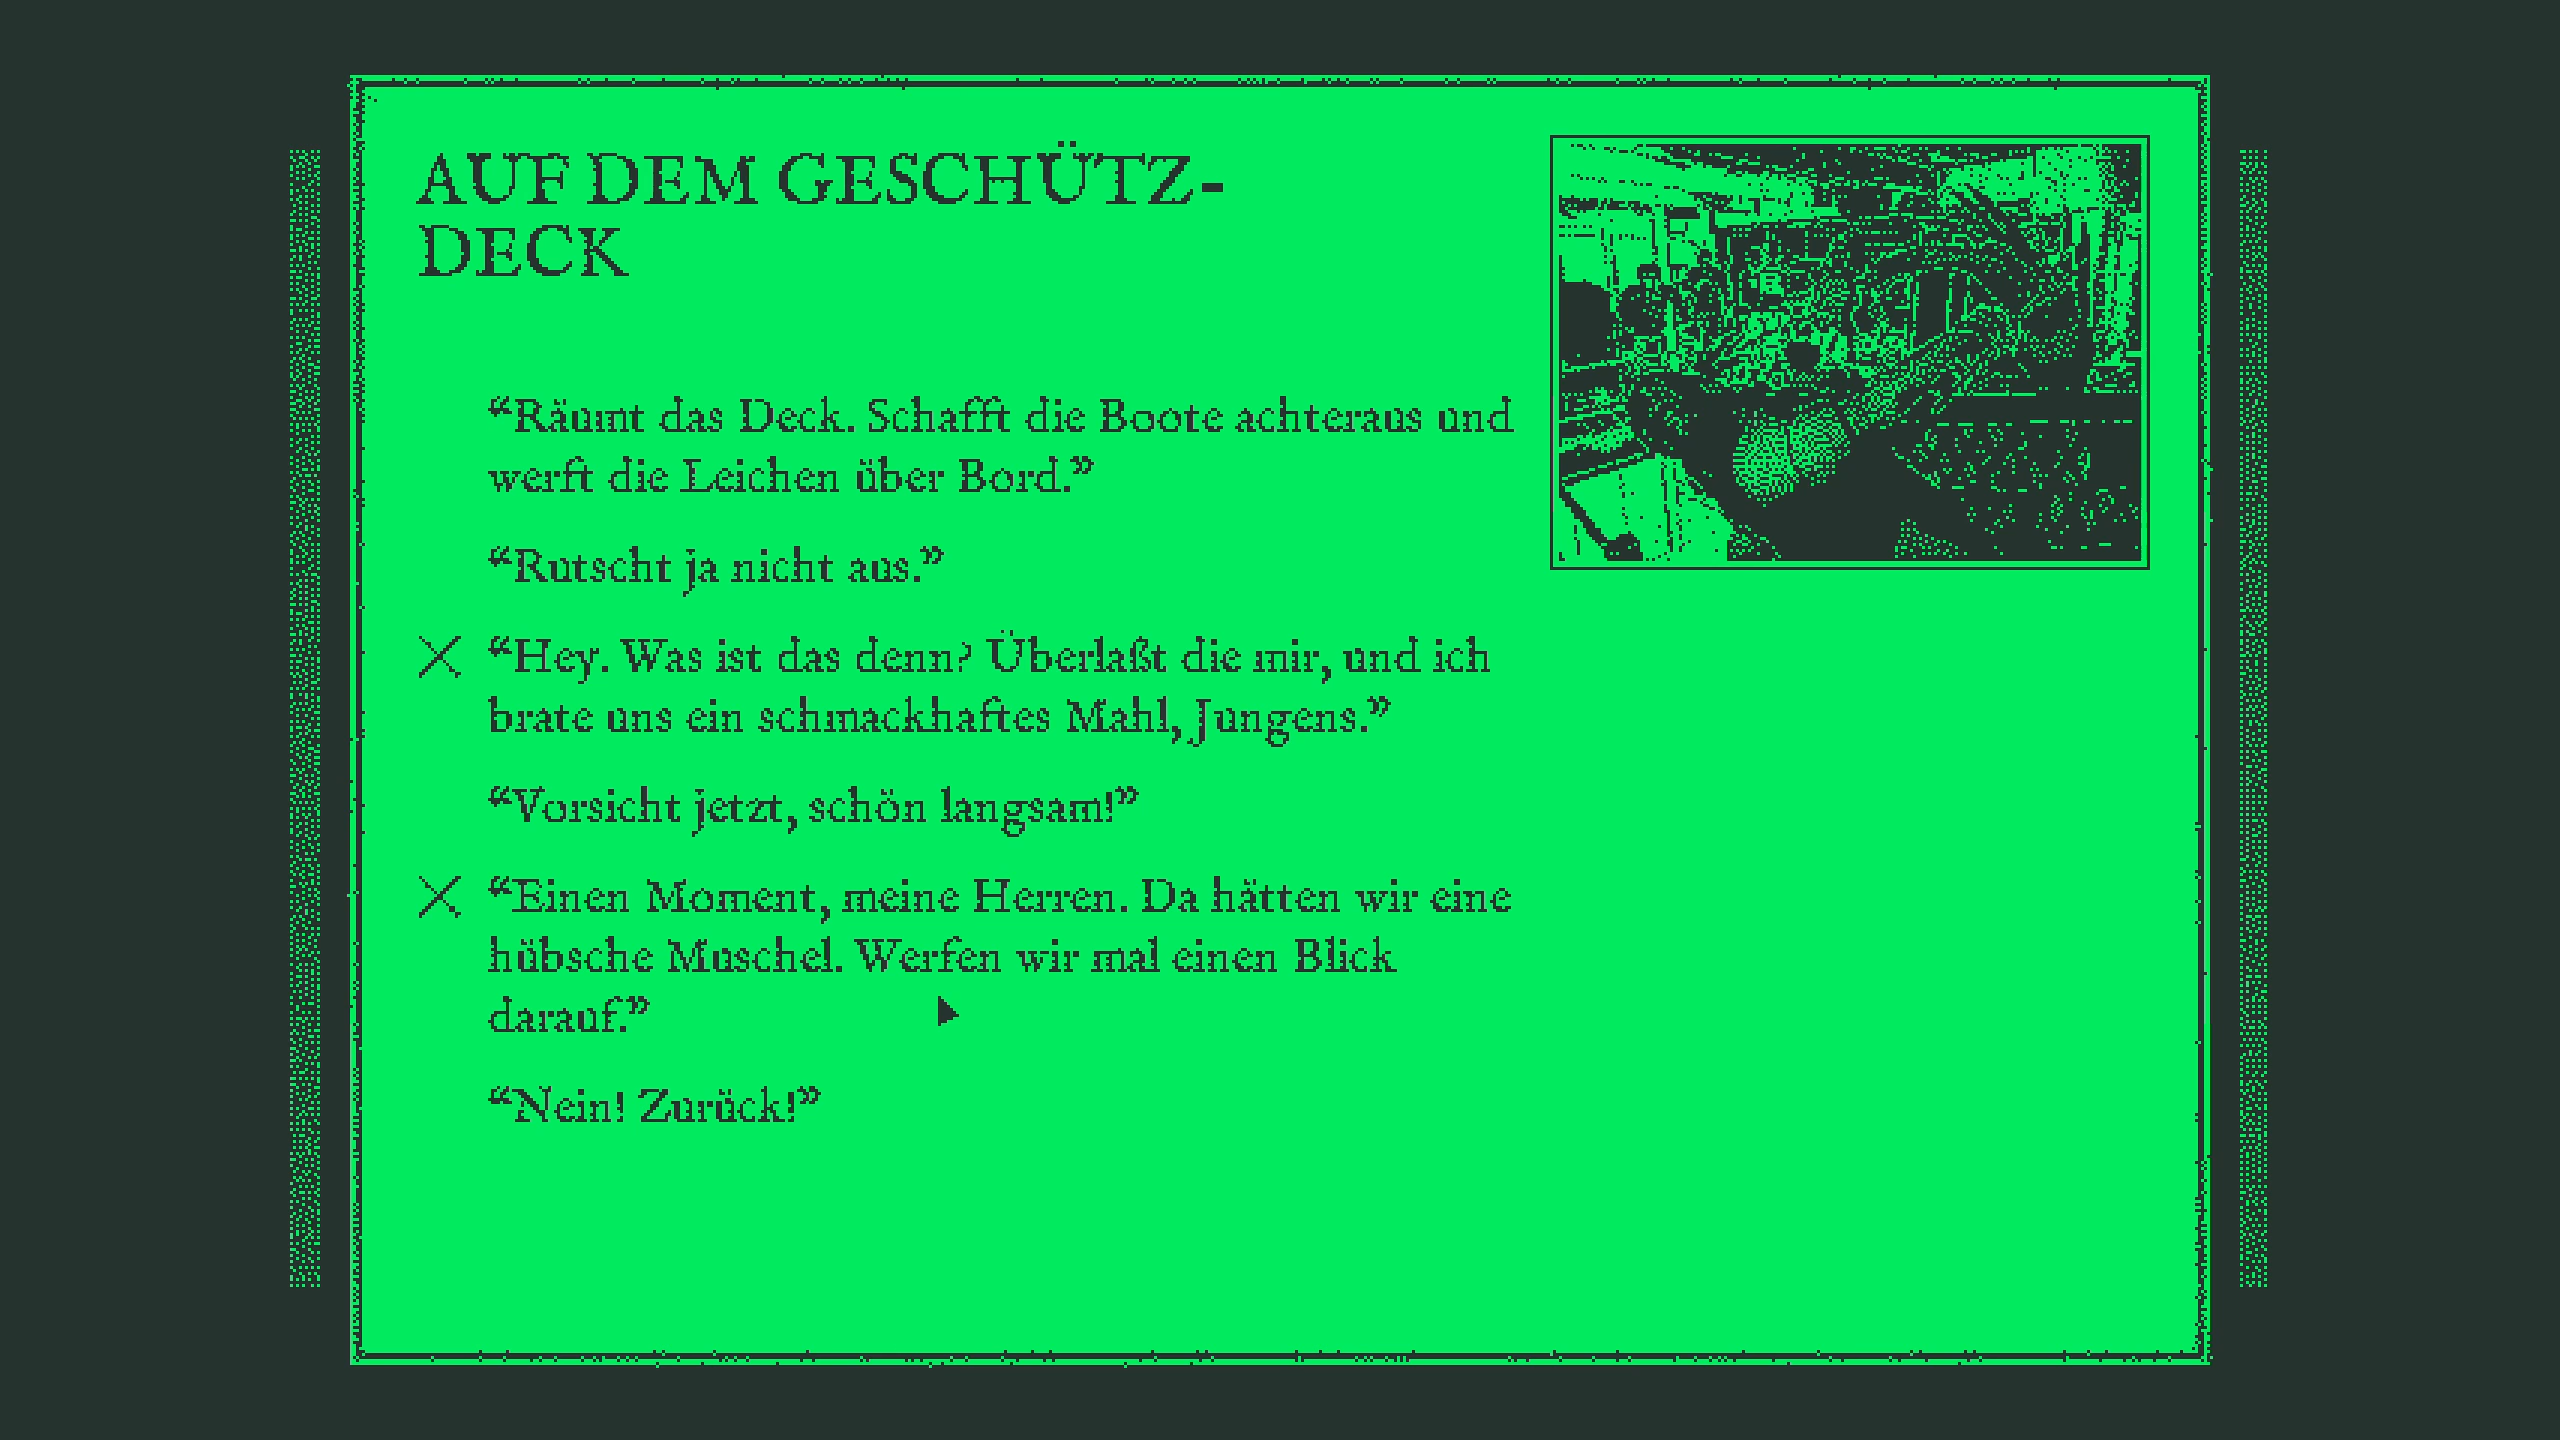 AUF DEM GESCHÜTZ-
DECK
“Räumt das Deck. Schafft die Boote achteraus und
werft die Leichen über Bord.”
“Rutscht ja nicht aus.”
“Hey. Was ist das denn? Überlaßt die mir, und ich
brate uns ein schmackhaftes Mahl, Jungens.”
“Vorsicht jetzt, schön langsam!”
“Einen Moment, meine Herren. Da hätten wir eine
hübsche Muschel. Werfen wir mal einen Blick
darauf.”
“Nein! Zurück!”